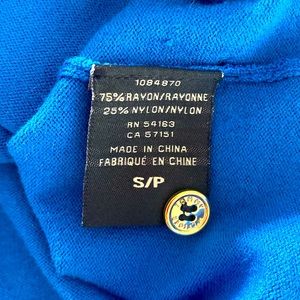 1084870
75% RAYON/RAYONNE
25% NYLON/NYLON
RN 54163
CA 57151
MADE IN CHINA
FABRIQUÉ EN CHINE
S/P